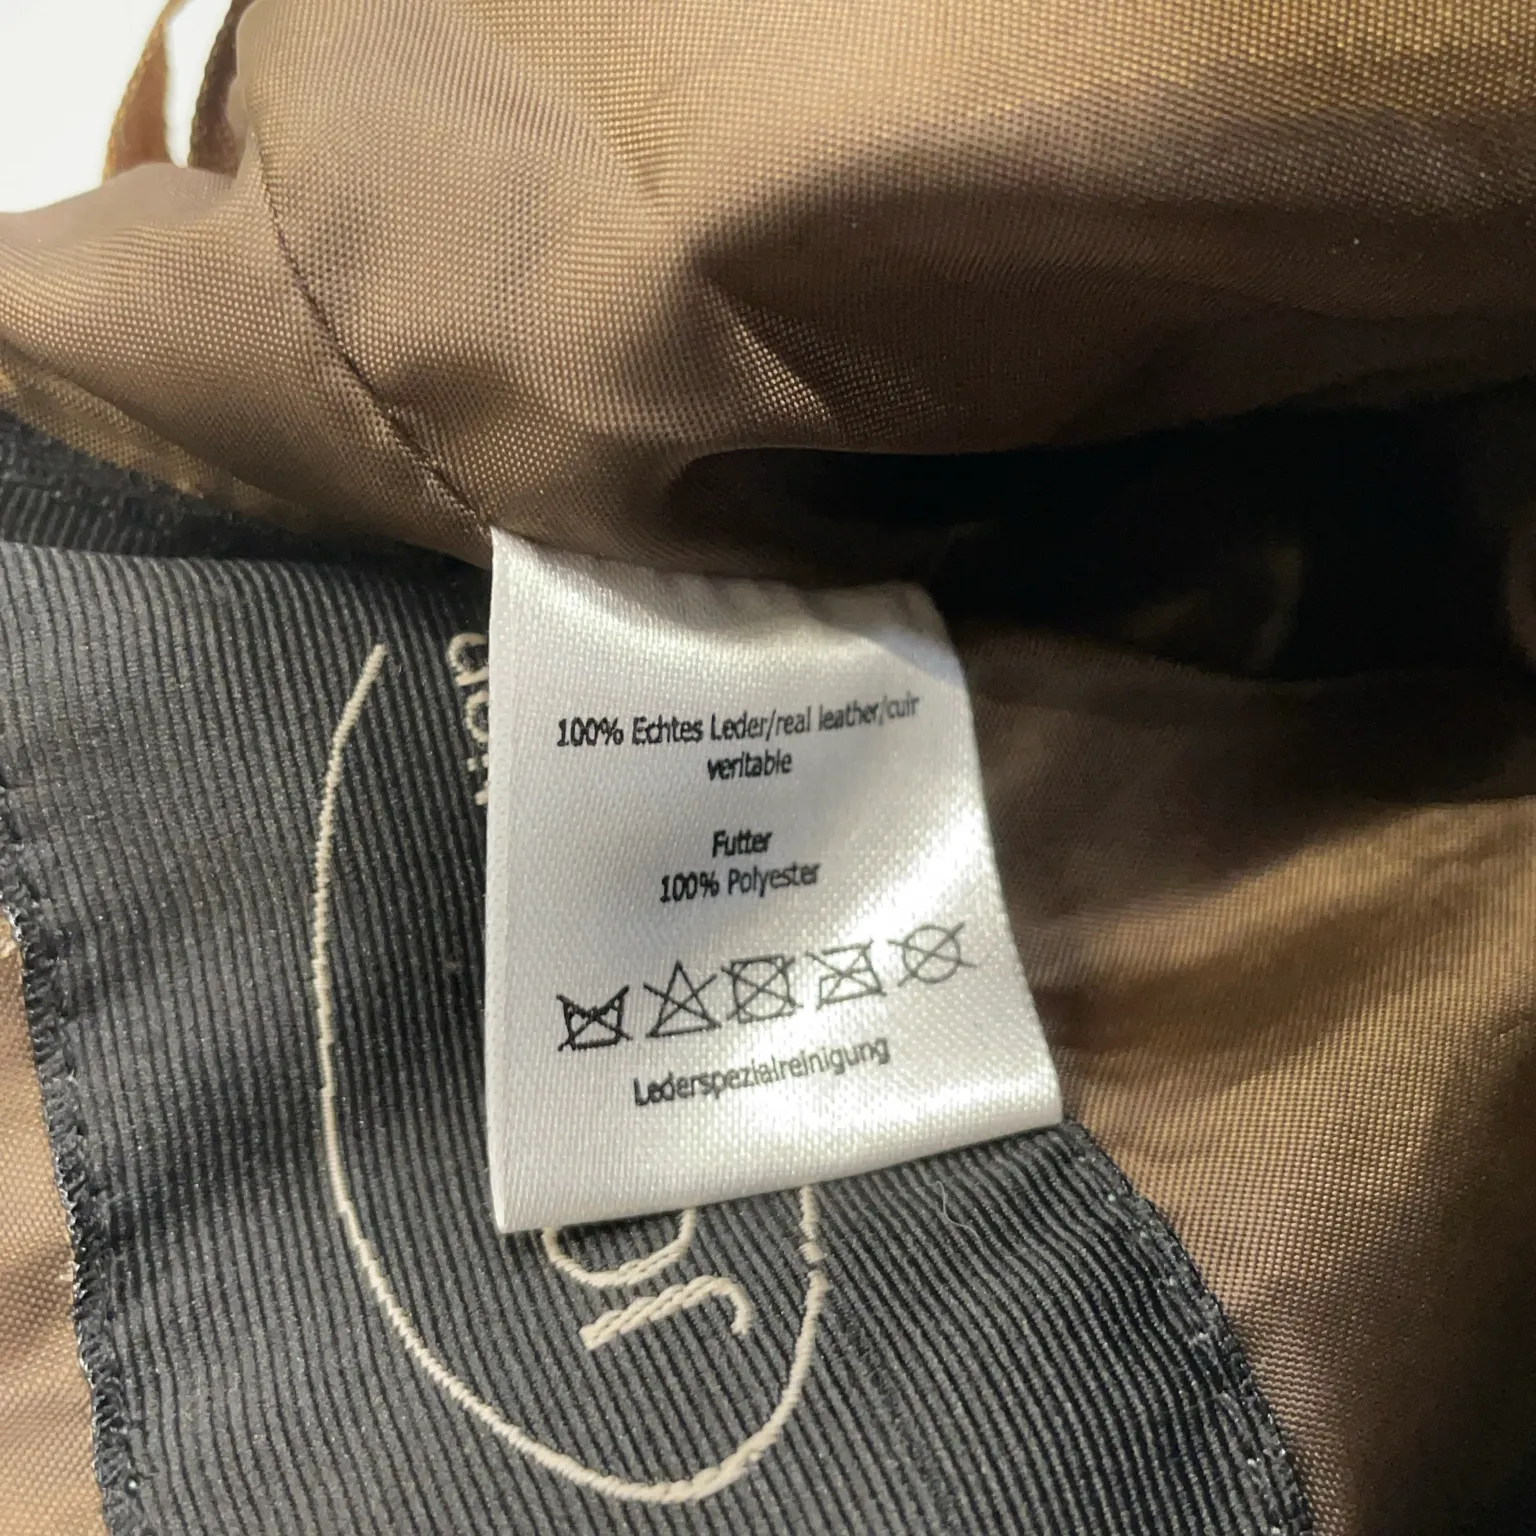 100% Echtes Leder/real leather/cuir
veritable
Futter
100% Polyester
Lederspezialreinigung